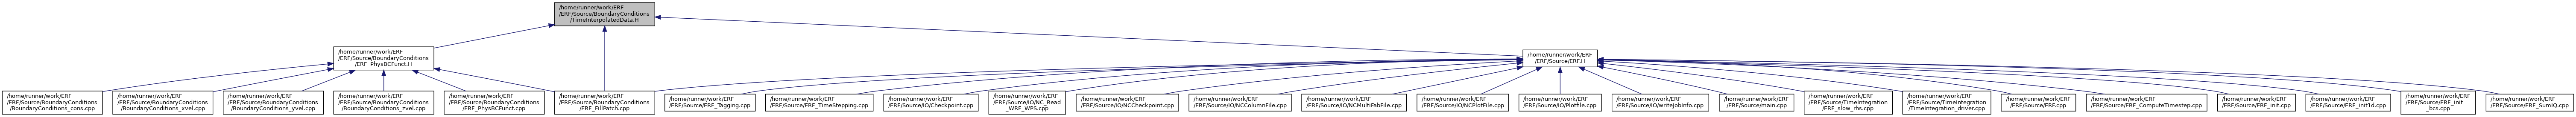 /home/runner/work/ERF
/ERF/Source/BoundaryConditions
/TimeInterpolatedData.H
/home/runner/work/ERF
/ERF/Source/BoundaryConditions
/ERF_PhysBCFunct.H
/home/runner/work/ERF
/ERF/Source/ERF.H
/home/runner/work/ERF
/ERF/Source/BoundaryConditions
/BoundaryConditions_cons.cpp
/home/runner/work/ERF
/ERF/Source/BoundaryConditions
/BoundaryConditions_xvel.cpp
/home/runner/work/ERF
/ERF/Source/BoundaryConditions
/BoundaryConditions_yvel.cpp
/home/runner/work/ERF
/ERF/Source/BoundaryConditions
/BoundaryConditions_zvel.cpp
/home/runner/work/ERF
/ERF/Source/BoundaryConditions
/ERF_PhysBCFunct.cpp
/home/runner/work/ERF
/ERF/Source/BoundaryConditions
/ERF_FillPatch.cpp
/home/runner/work/ERF
/ERF/Source/ERF_Tagging.cpp
/home/runner/work/ERF
/ERF/Source/ERF_TimeStepping.cpp
/home/runner/work/ERF
/ERF/Source/IO/Checkpoint.cpp
/home/runner/work/ERF
/ERF/Source/IO/NC_Read
_WRF_WPS.cpp
/home/runner/work/ERF
/ERF/Source/IO/NCCheckpoint.cpp
/home/runner/work/ERF
/ERF/Source/IO/NCColumnFile.cpp
/home/runner/work/ERF
/ERF/Source/IO/NCMultiFabFile.cpp
/home/runner/work/ERF
/ERF/Source/IO/NCPlotFile.cpp
/home/runner/work/ERF
/ERF/Source/IO/Plotfile.cpp
/home/runner/work/ERF
/ERF/Source/IO/writeJobInfo.cpp
/home/runner/work/ERF
/ERF/Source/main.cpp
/home/runner/work/ERF
/ERF/Source/TimeIntegration
/ERF_slow_rhs.cpp
/home/runner/work/ERF
/ERF/Source/TimeIntegration
/TimeIntegration_driver.cpp
/home/runner/work/ERF
/ERF/Source/ERF.cpp
/home/runner/work/ERF
/ERF/Source/ERF_ComputeTimestep.cpp
/home/runner/work/ERF
/ERF/Source/ERF_init.cpp
/home/runner/work/ERF
/ERF/Source/ERF_init1d.cpp
/home/runner/work/ERF
/ERF/Source/ERF_init
_bcs.cpp
/home/runner/work/ERF
/ERF/Source/ERF_SumIQ.cpp